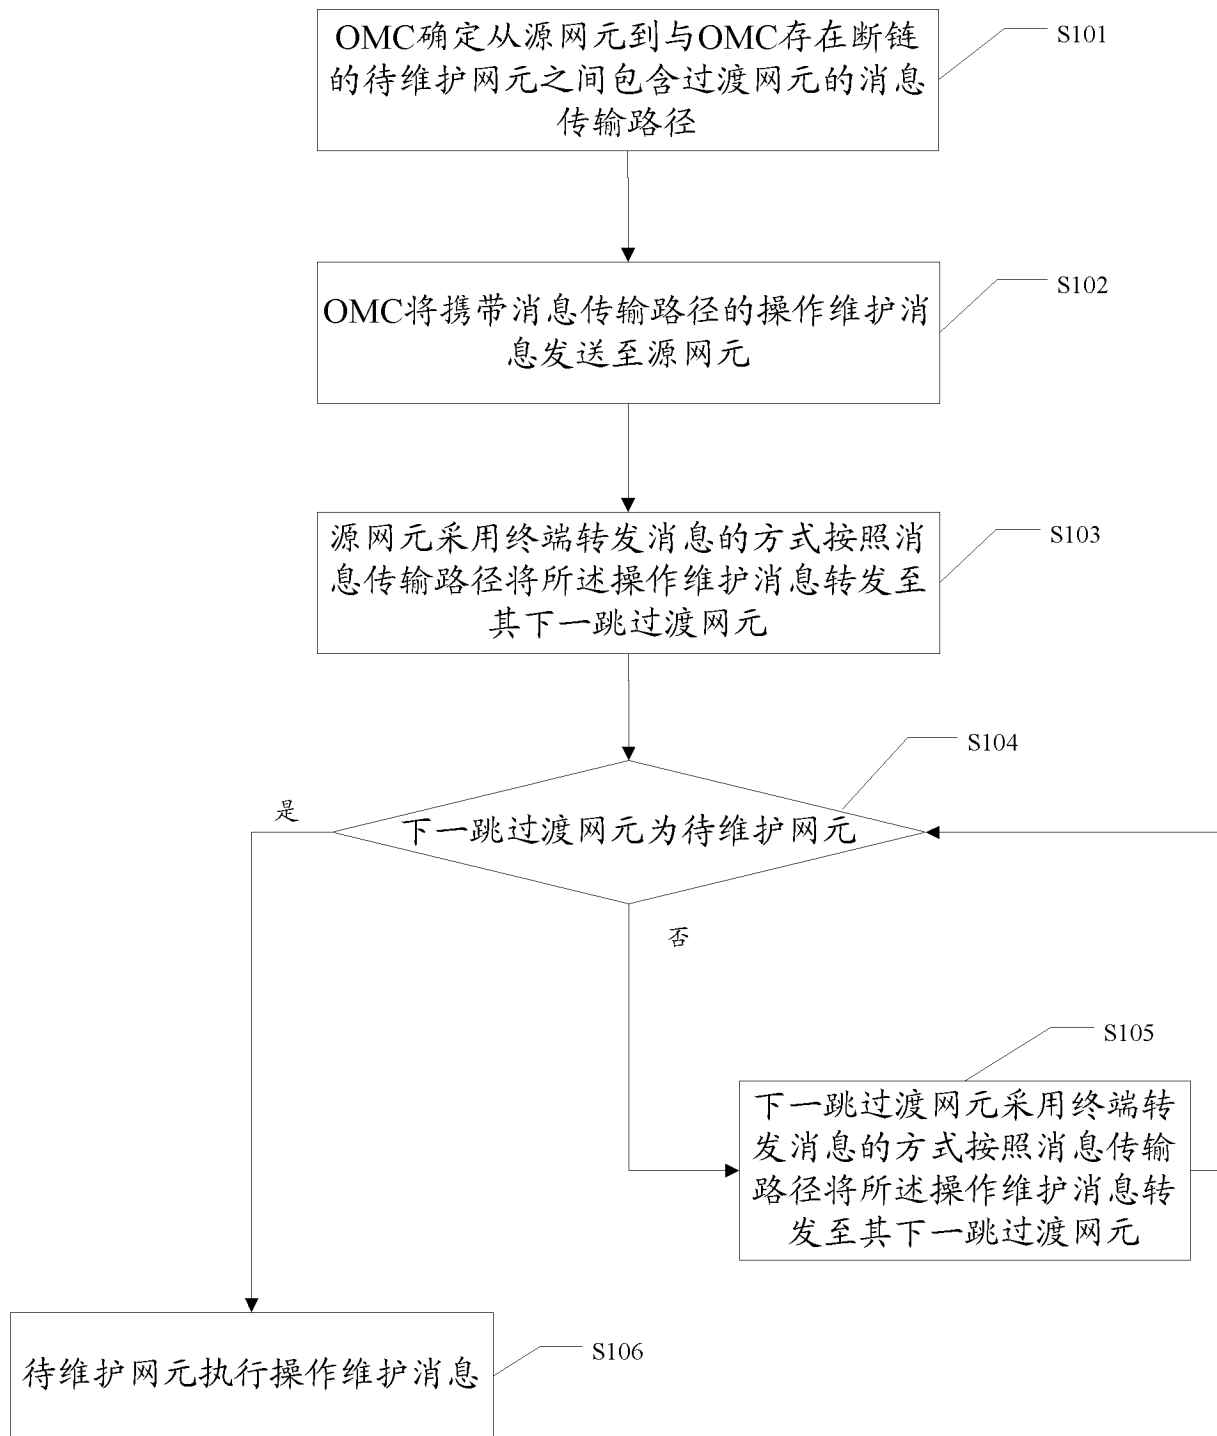 OMC确定从源网元到与OMC存在断链
的待维护网元之间包含过渡网元的消息
传输路径
S101
OMC将携带消息传输路径的操作维护消
息发送至源网元
S102
源网元采用终端转发消息的方式按照消
息传输路径将所述操作维护消息转发至
其下一跳过渡网元
S103
下一跳过渡网元为待维护网元
S104
是
否
下一跳过渡网元采用终端转
发消息的方式按照消息传输
路径将所述操作维护消息转
发至其下一跳过渡网元
S105
待维护网元执行操作维护消息
S106